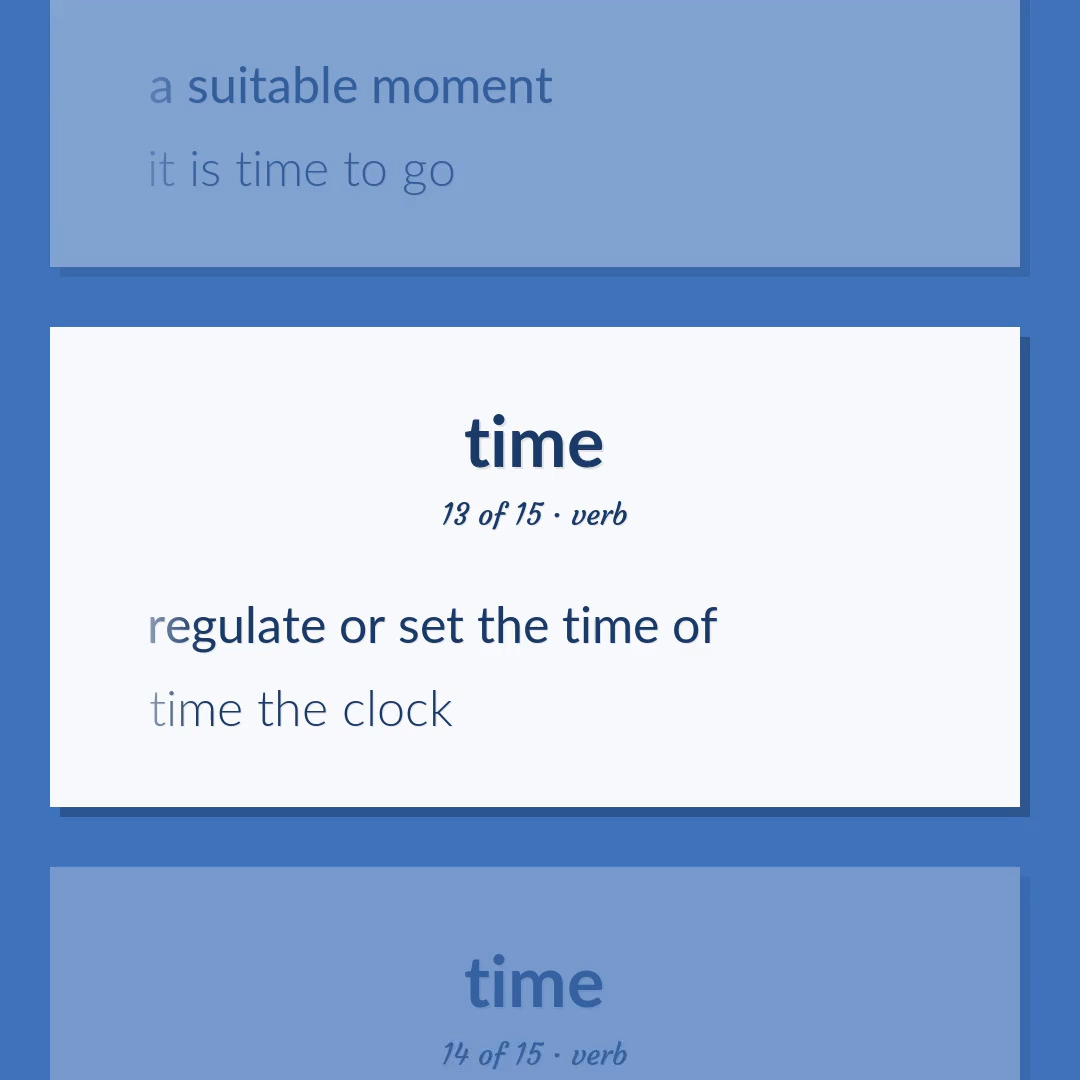 a suitable moment
it is time to go
time
13 of 15 · verb
regulate or set the time of
time the clock
time
14 of 15 · verb